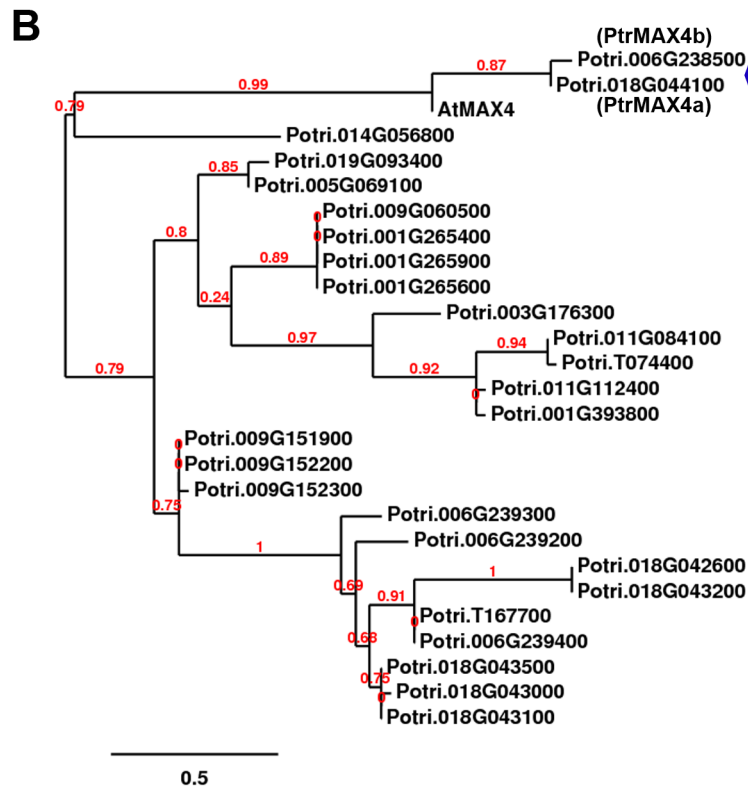 B
(PtrMAX4b)
Potri.006G238500
0.87
0.99
Potri.018G044100
0.79
AtMAX4
(PtrMAX4a)
Potri.014G056800
Potri.019G093400
0.85
Potri.005G069100
Potri.009G060500
0
0.8
0
Potri.001G265400
0.89
Potri.001G265900
Potri.001G265600
0.24
Potri.003G176300
0.97
Potri.011G084100
0.94
Potri.T074400
0.79
0.92
Potri.011G112400
0
Potri.001G393800
Potri.009G151900
0
Potri.009G152200
0
Potri.009G152300
0.75
Potri.006G239300
Potri.006G239200
1
Potri.018G042600
1
0.69
Potri.018G043200
0.91
Potri.T167700
0
0.68
Potri.006G239400
Potri.018G043500
0.75
Potri.018G043000
0
Potri.018G043100
0.5